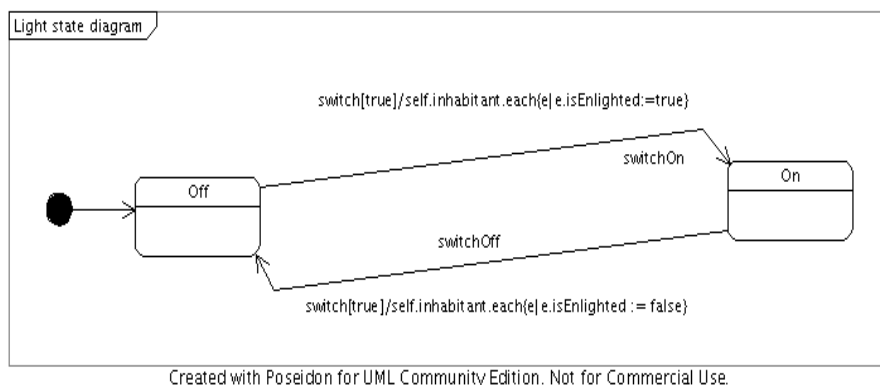 Light state diagram
switch[true]/self.inhabitant.each{e|e.isEnlighted:=true}
switchOn
Off
On
switchOff
switch[true]/self.inhabitant.each{e|e.isEnlighted := false}
Created with Poseidon for UML Community Edition. Not for Commercial Use.